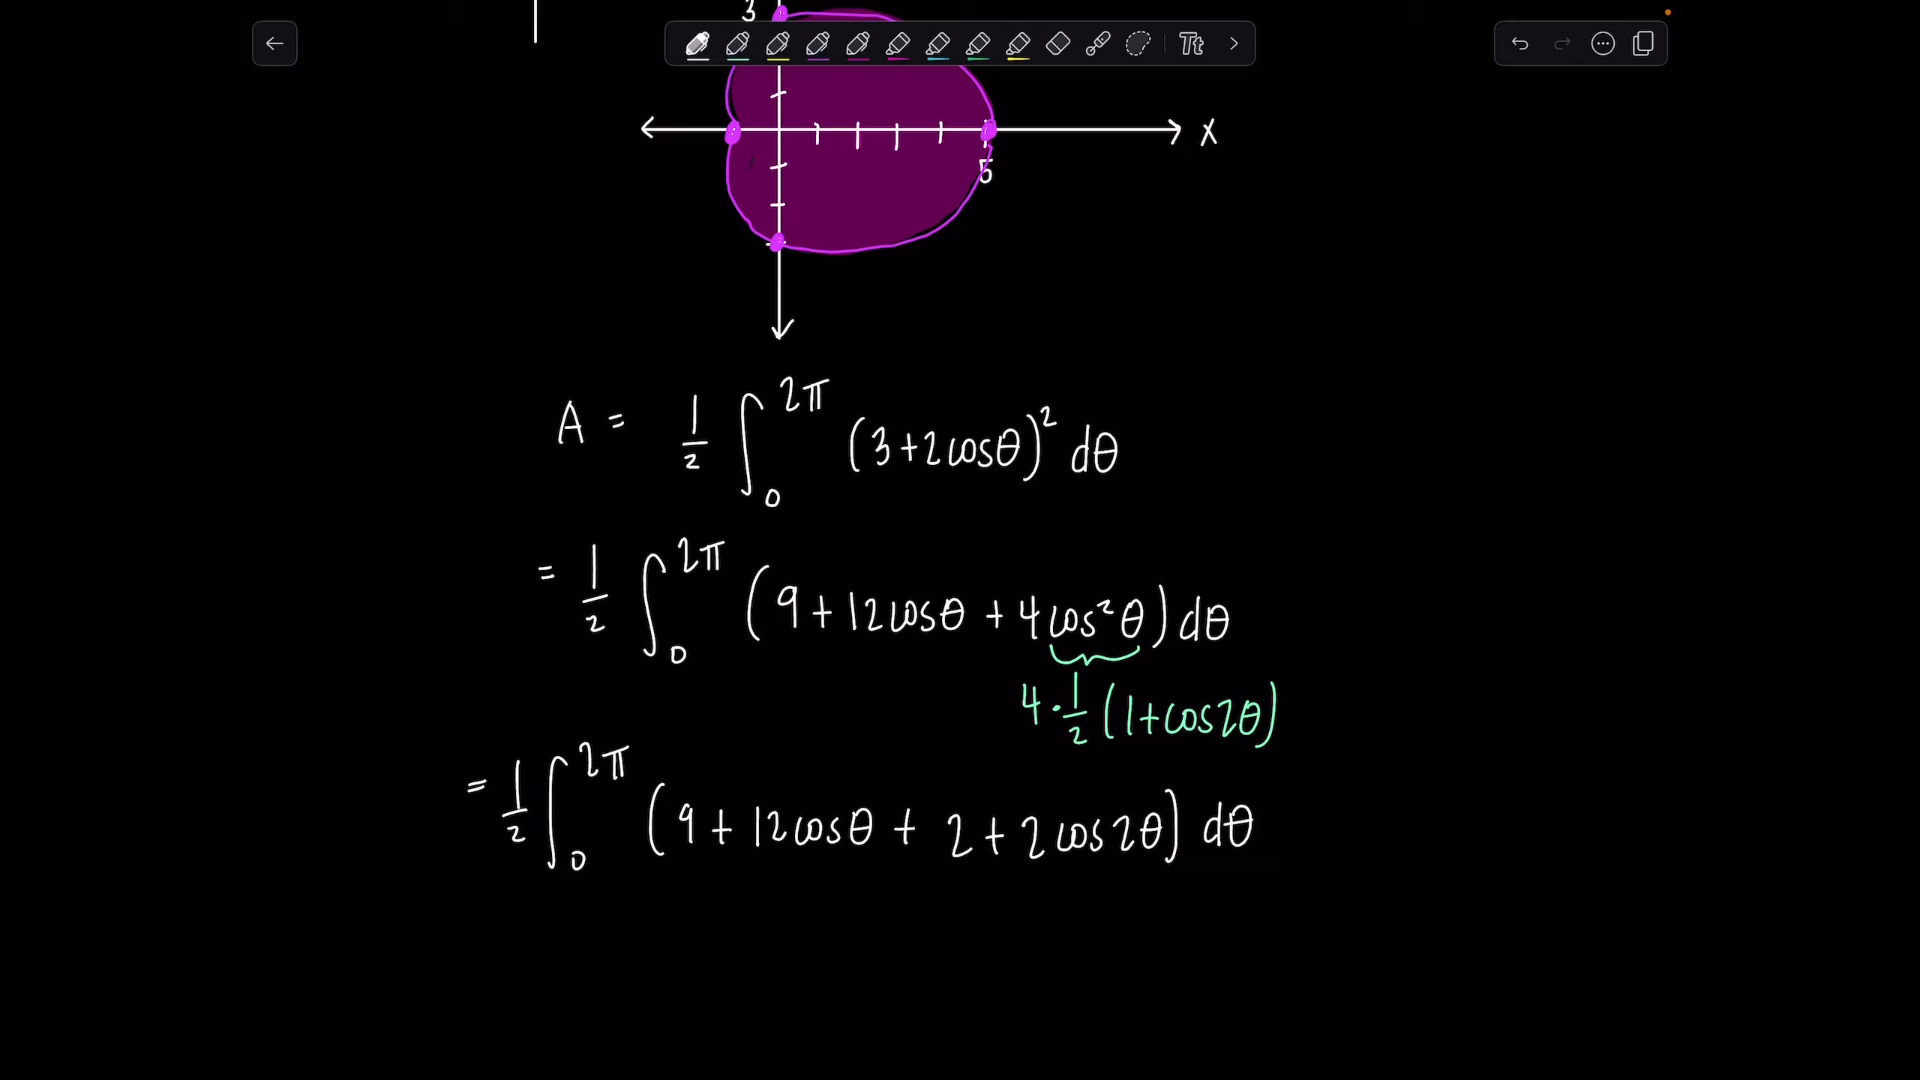 3
Tt
X
5
A = 1/2 ∫₀^2π (3+2cosθ)² dθ
= 1/2 ∫₀^2π (9+12cosθ + 4cos²θ) dθ
4·1/2 (1+cos2θ)
= 1/2 ∫₀^2π (9+ 12cosθ + 2+2cos2θ) dθ